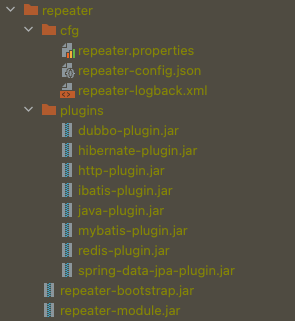 repeater
cfg
repeater.properties
repeater-config.json
repeater-logback.xml
plugins
dubbo-plugin.jar
hibernate-plugin.jar
http-plugin.jar
ibatis-plugin.jar
java-plugin.jar
mybatis-plugin.jar
redis-plugin.jar
spring-data-jpa-plugin.jar
repeater-bootstrap.jar
repeater-module.jar